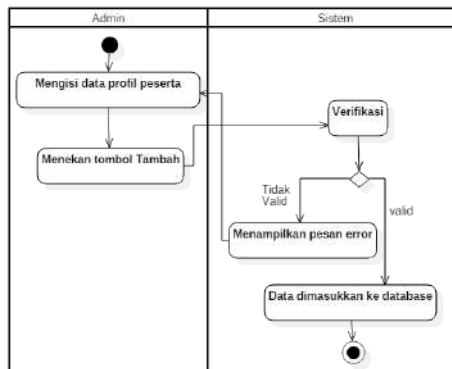 Admin
Sistem
Mengisi data profil peserta
Verifikasi
Menekan tombol Tambah
Tidak
Valid
valid
Menampilkan pesan error
Data dimasukkan ke database